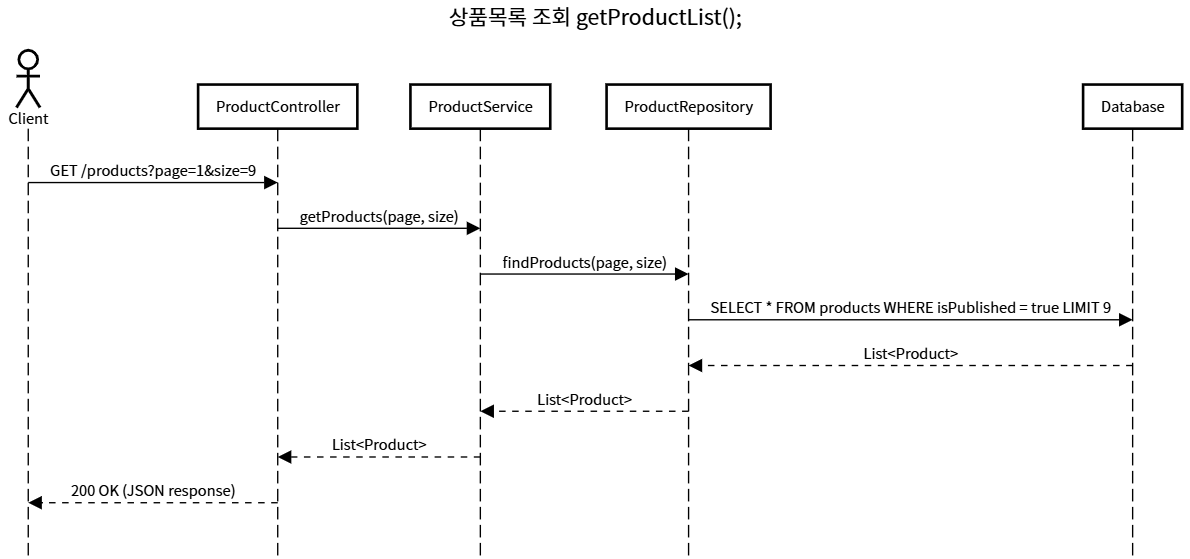 상품목록 조회 getProductList();
Client
ProductController
ProductService
ProductRepository
Database
GET /products?page=1&size=9
getProducts(page, size)
findProducts(page, size)
SELECT * FROM products WHERE isPublished = true LIMIT 9
List<Product>
List<Product>
List<Product>
200 OK (JSON response)